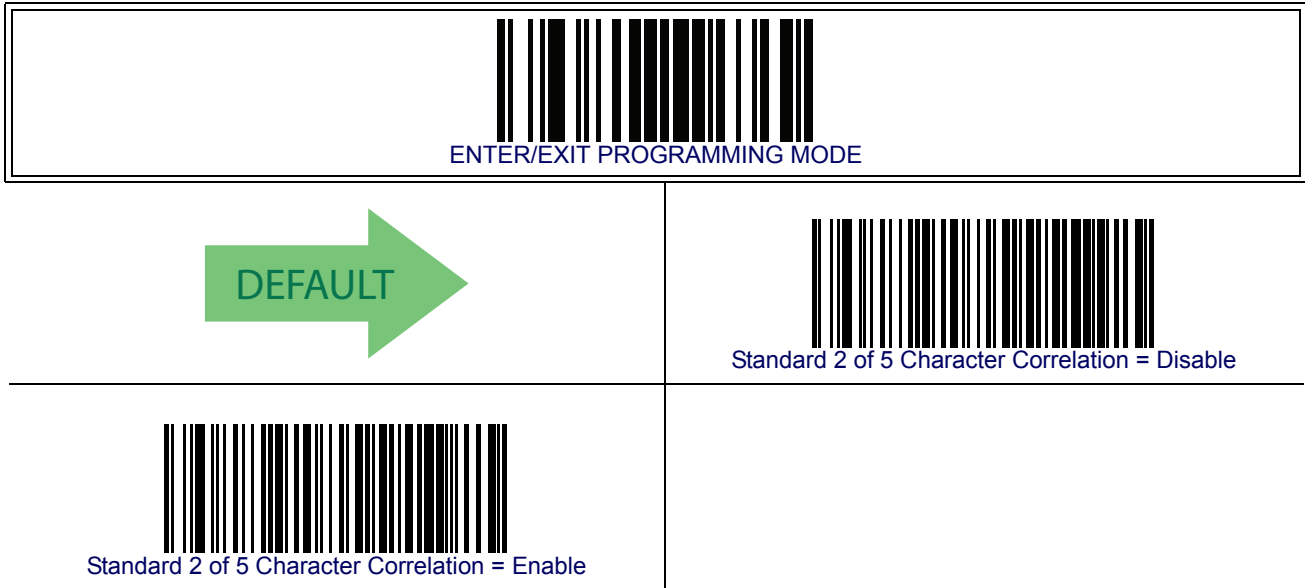 ENTER/EXIT PROGRAMMING MODE
DEFAULT
Standard 2 of 5 Character Correlation = Disable
Standard 2 of 5 Character Correlation = Enable